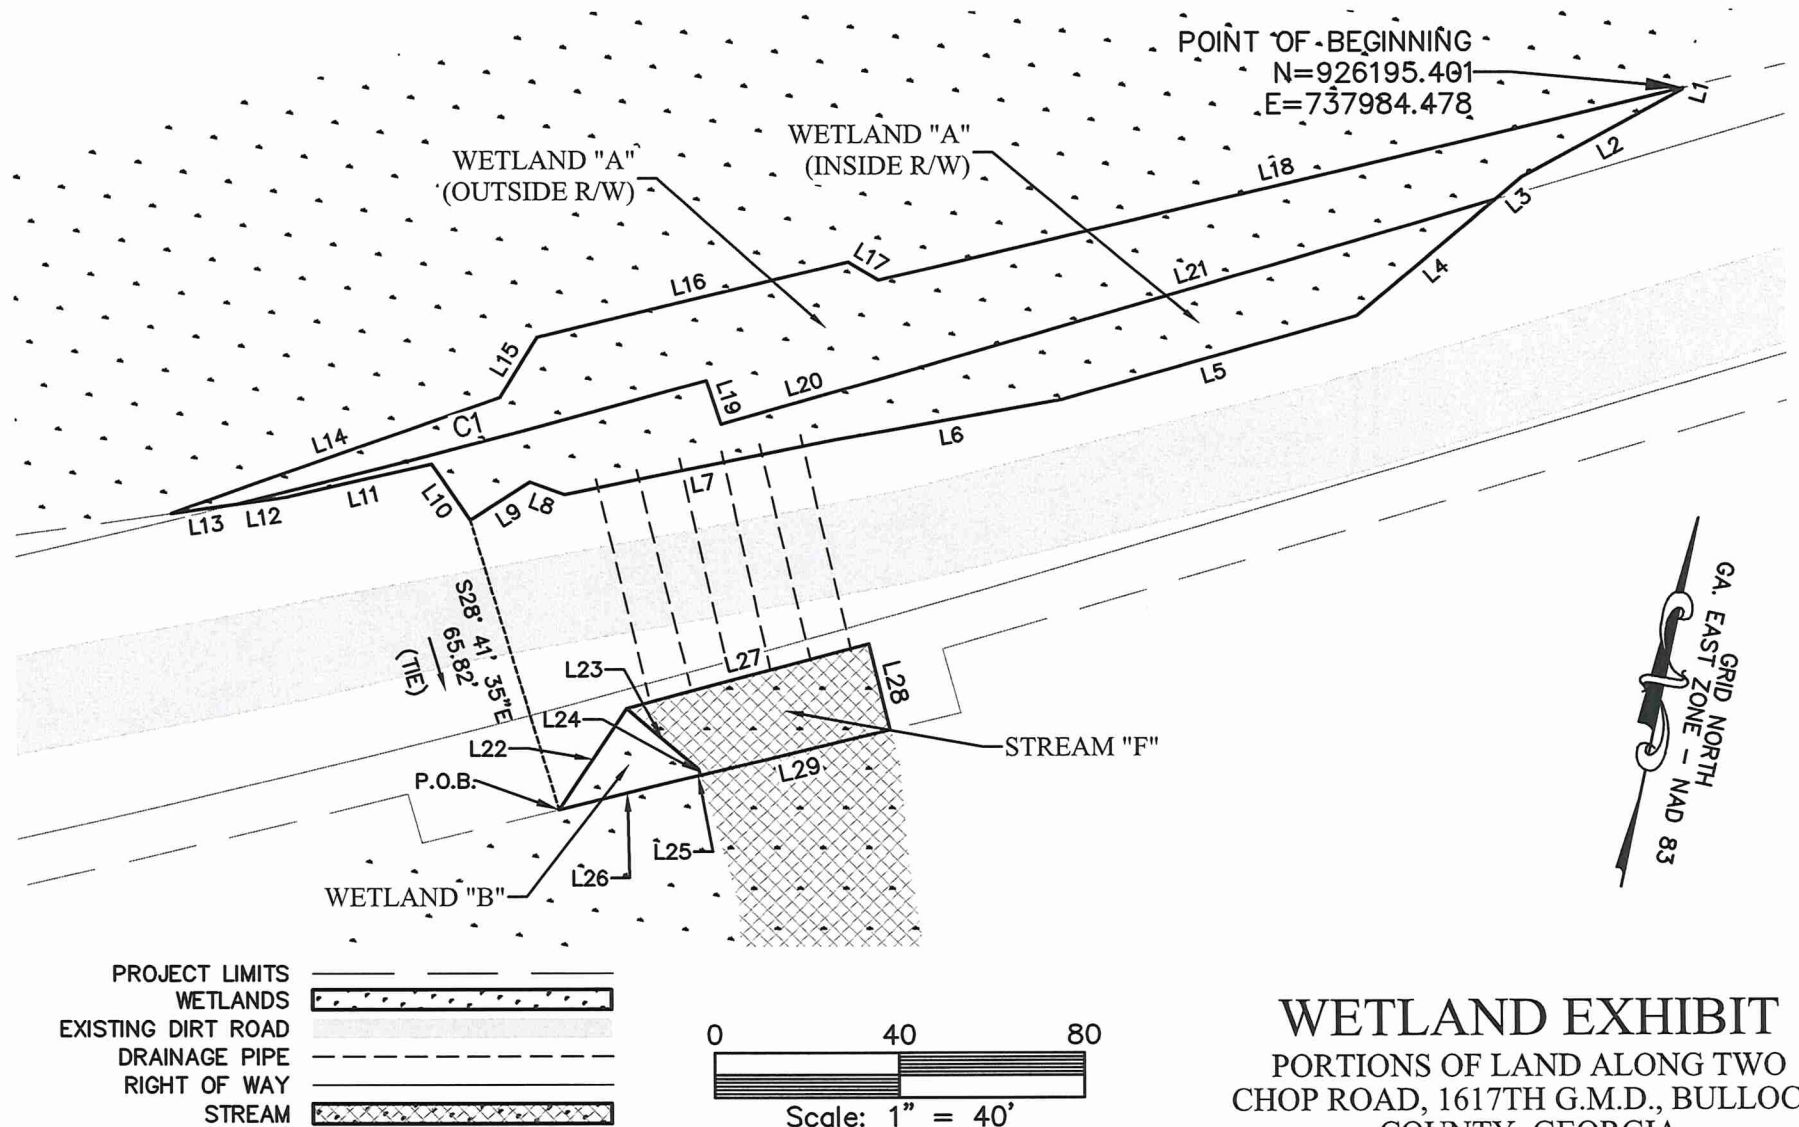 POINT OF BEGINNING
N=926195.401
E=737984.478
L1
WETLAND "A"
(INSIDE R/W)
WETLAND "A"
(OUTSIDE R/W)
L2
L18
L3
L17
L4
L21
L16
L15
L5
L20
L19
C1
L14
L6
L7
L11
L10
L9
L8
L13
L12
S28° 41' 35"E
65.82'
(TIE)
L27
L23
L28
L24
L22
STREAM "F"
L29
P.O.B.
L25
L26
WETLAND "B"
GRID NORTH
GA. EAST ZONE - NAD 83
PROJECT LIMITS
WETLANDS
EXISTING DIRT ROAD
DRAINAGE PIPE
RIGHT OF WAY
STREAM
0 40 80
Scale: 1" = 40'
WETLAND EXHIBIT
PORTIONS OF LAND ALONG TWO
CHOP ROAD, 1617TH G.M.D., BULLOC
COUNTY, GEORGIA